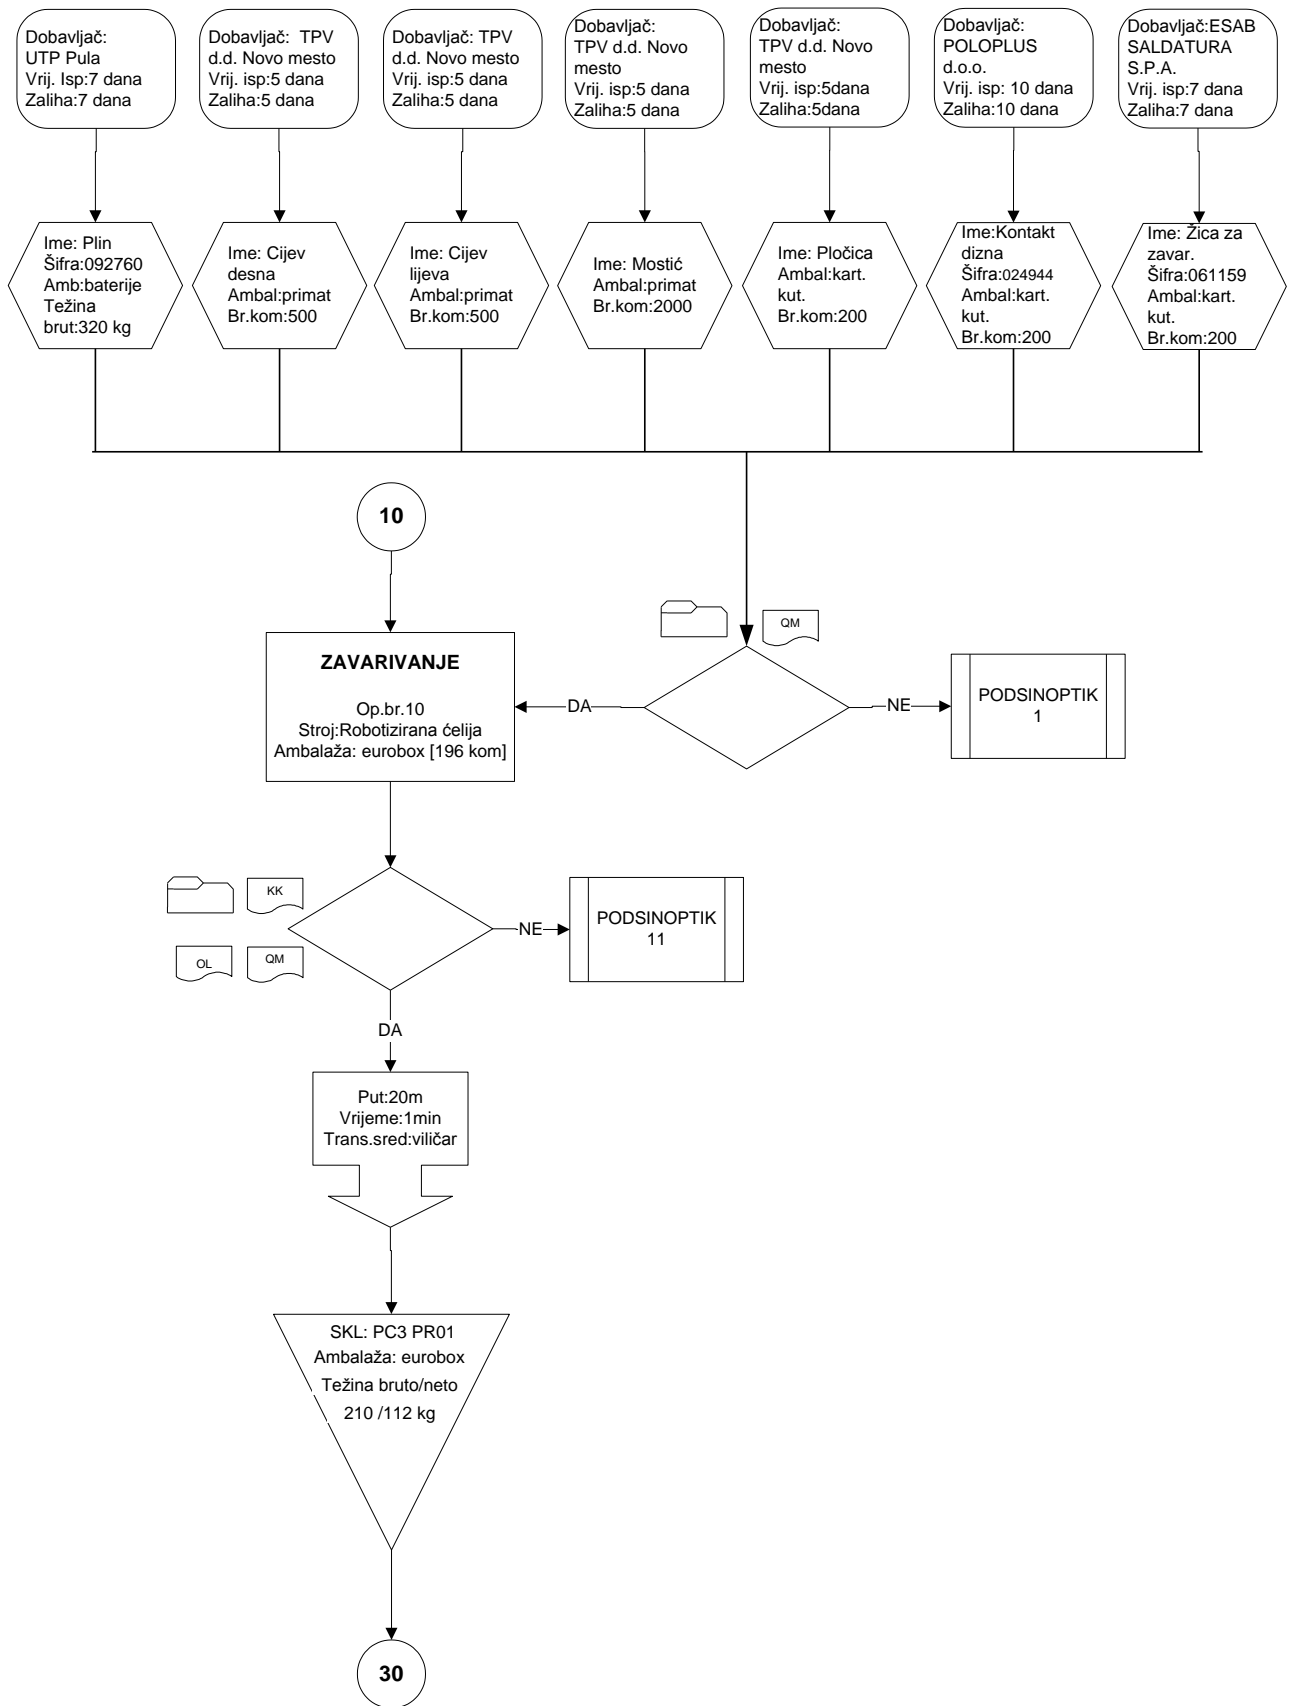 Dobavljač:
UTP Pula
Vrij. Isp:7 dana
Zaliha:7 dana
Dobavljač:  TPV
d.d. Novo mesto
Vrij. isp:5 dana
Zaliha:5 dana
Dobavljač: TPV
d.d. Novo mesto
Vrij. isp:5 dana
Zaliha:5 dana
Dobavljač:
TPV d.d. Novo
mesto
Vrij. isp:5 dana
Zaliha:5 dana
Dobavljač:
TPV d.d. Novo
mesto
Vrij. isp:5dana
Zaliha:5dana
Dobavljač:
POLOPLUS
d.o.o.
Vrij. isp: 10 dana
Zaliha:10 dana
Dobavljač:ESAB
SALDATURA
S.P.A.
Vrij. isp:7 dana
Zaliha:7 dana
Ime: Plin
Šifra:092760
Amb:baterije
Težina
brut:320 kg
Ime: Cijev
desna
Ambal:primat
Br.kom:500
Ime: Cijev
lijeva
Ambal:primat
Br.kom:500
Ime: Mostić
Ambal:primat
Br.kom:2000
Ime: Pločica
Ambal:kart.
kut.
Br.kom:200
Ime:Kontakt
dizna
Šifra:024944
Ambal:kart.
kut.
Br.kom:200
Ime: Žica za
zavar.
Šifra:061159
Ambal:kart.
kut.
Br.kom:200
10
QM
ZAVARIVANJE
Op.br.10
Stroj:Robotizirana ćelija
Ambalaža: eurobox [196 kom]
DA
NE
PODSINOPTIK
1
KK
OL
QM
NE
PODSINOPTIK
11
DA
Put:20m
Vrijeme:1min
Trans.sred:viličar
SKL: PC3 PR01
Ambalaža: eurobox
Težina bruto/neto
210 /112 kg
30